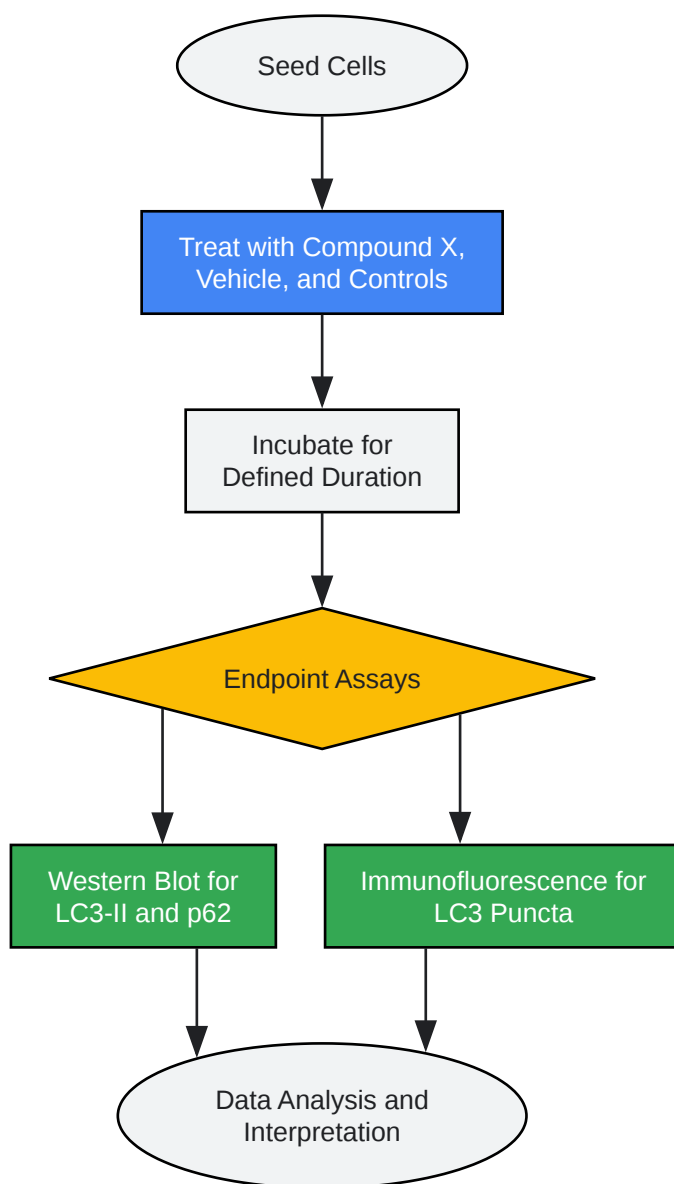 Seed Cells
Treat with Compound X,
Vehicle, and Controls
Incubate for
Defined Duration
Endpoint Assays
Western Blot for
LC3-II and p62
Immunofluorescence for
LC3 Puncta
Data Analysis and
Interpretation